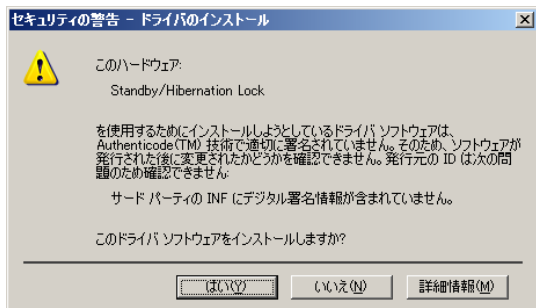 セキュリティの警告 - ドライバのインストール
このハードウェア:
Standby/Hibernation Lock
を使用するためにインストールしようとしているドライバ ソフトウェアは、
Authenticode(TM) 技術で適切に署名されていません。そのため、ソフトウェアが
発行された後に変更されたかどうかを確認できません。発行元の ID は次の問
題のため確認できません:
サード パーティの INF にデジタル署名情報が含まれていません。
このドライバ ソフトウェアをインストールしますか?
はい(Y) いいえ(N) 詳細情報(M)